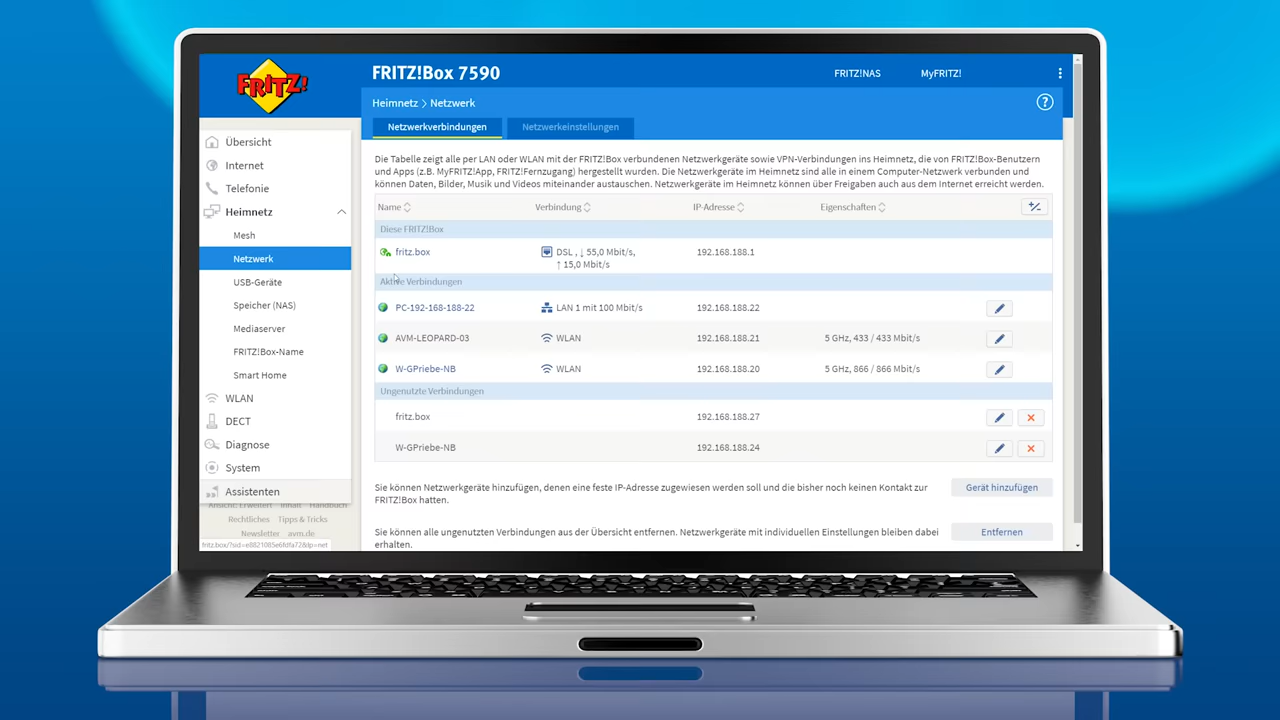 FRITZ!
FRITZ!Box 7590
FRITZ!NAS
MyFRITZ!
Heimnetz > Netzwerk
Netzwerkverbindungen
Netzwerkeinstellungen
Übersicht
Internet
Telefonie
Heimnetz
Mesh
Netzwerk
USB-Geräte
Speicher (NAS)
Mediaserver
FRITZ!Box-Name
Smart Home
WLAN
DECT
Diagnose
System
Assistenten
Ansicht: Erweitert Inhalt Handbuch
Rechtliches Tipps & Tricks
Newsletter avm.de
Die Tabelle zeigt alle per LAN oder WLAN mit der FRITZ!Box verbundenen Netzwerkgeräte sowie VPN-Verbindungen ins Heimnetz, die von FRITZ!Box-Benutzern
und Apps (z.B. MyFRITZ!App, FRITZ!Fernzugang) hergestellt wurden. Die Netzwerkgeräte im Heimnetz sind alle in einem Computer-Netzwerk verbunden und
können Daten, Bilder, Musik und Videos miteinander austauschen. Netzwerkgeräte im Heimnetz können über Freigaben auch aus dem Internet erreicht werden.
Name Verbindung IP-Adresse Eigenschaften
Diese FRITZ!Box
fritz.box DSL , ↓ 55,0 Mbit/s, 192.168.188.1
↑ 15,0 Mbit/s
Aktive Verbindungen
PC-192-168-188-22 LAN 1 mit 100 Mbit/s 192.168.188.22
AVM-LEOPARD-03 WLAN 192.168.188.21 5 GHz, 433 / 433 Mbit/s
W-GPriebe-NB WLAN 192.168.188.20 5 GHz, 866 / 866 Mbit/s
Ungenutzte Verbindungen
fritz.box 192.168.188.27
W-GPriebe-NB 192.168.188.24
Sie können Netzwerkgeräte hinzufügen, denen eine feste IP-Adresse zugewiesen werden soll und die bisher noch keinen Kontakt zur
FRITZ!Box hatten.
Gerät hinzufügen
Sie können alle ungenutzten Verbindungen aus der Übersicht entfernen. Netzwerkgeräte mit individuellen Einstellungen bleiben dabei
erhalten.
Entfernen